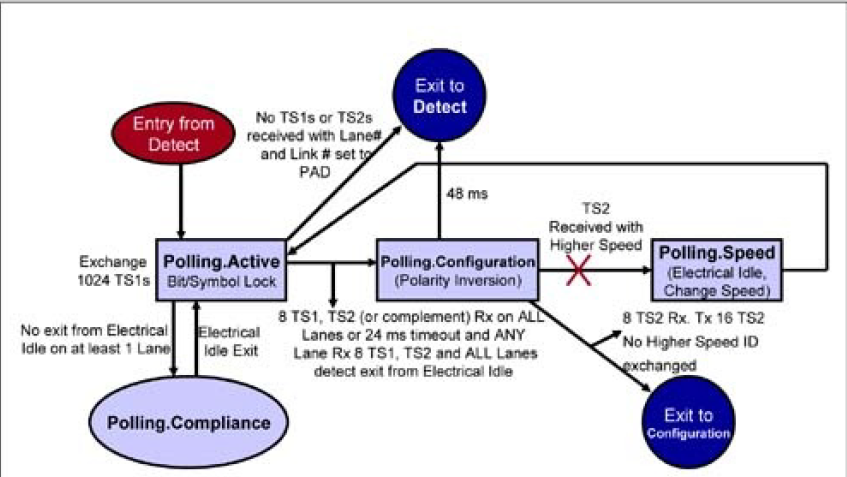 Exit to
Detect
Entry from
Detect
No TS1s or TS2s
received with Lane#
and Link # set to
PAD
48 ms
TS2
Received with
Higher Speed
Exchange
1024 TS1s
Polling.Active
Bit/Symbol Lock
Polling.Configuration
(Polarity Inversion)
Polling.Speed
(Electrical Idle,
Change Speed)
No exit from Electrical
Idle on at least 1 Lane
Electrical
Idle Exit
8 TS1, TS2 (or complement) Rx on ALL
Lanes or 24 ms timeout and ANY
Lane Rx 8 TS1, TS2 and ALL Lanes
detect exit from Electrical Idle
8 TS2 Rx. Tx 16 TS2
No Higher Speed ID
exchanged
Polling.Compliance
Exit to
Configuration